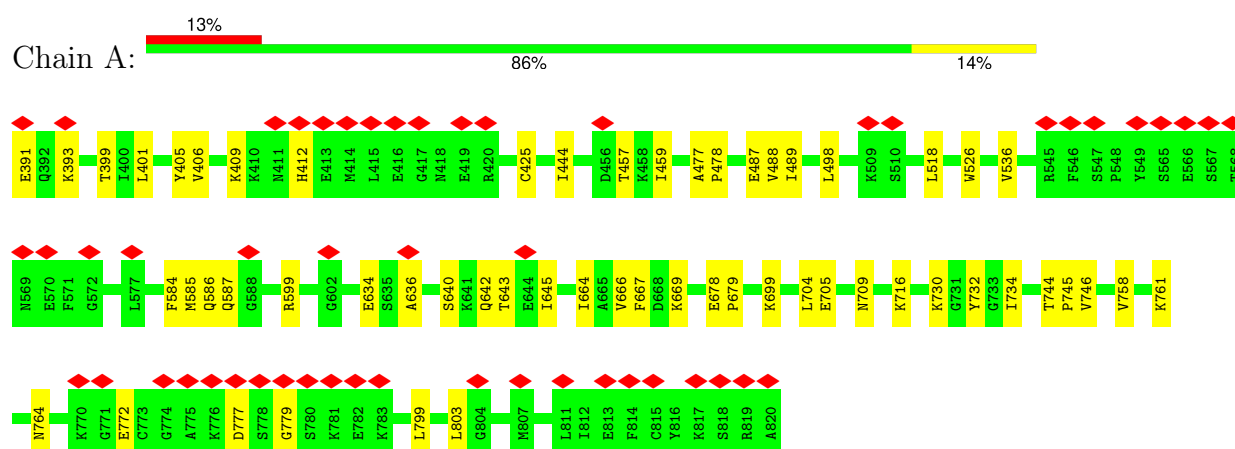 13%
Chain A:
86%
14%
E391 Q392 K393 T399 I400 L401 Y405 V406 K409 K410 N411 H412 E413 M414 L415 E416 G417 N418 E419 R420 C425 I444 D456 T457 K458 I459 A477 P478 E487 V488 I489 L498 K509 S510 L518 W526 V536 R545 F546 S547 P548 Y549 S565 E566 S567 T568
N569 E570 F571 G572 L577 F584 M585 Q586 Q587 G588 R599 G602 E634 S635 A636 S640 K641 Q642 T643 E644 I645 I664 A665 V666 F667 D668 K669 E678 P679 K699 L704 E705 N709 K716 K730 G731 Y732 G733 I734 T744 P745 V746 V758 K761
N764 K770 G771 E772 C773 G774 A775 K776 D777 S778 G779 S780 K781 E782 K783 L799 L803 G804 M807 L811 I812 E813 F814 C815 Y816 K817 S818 R819 A820